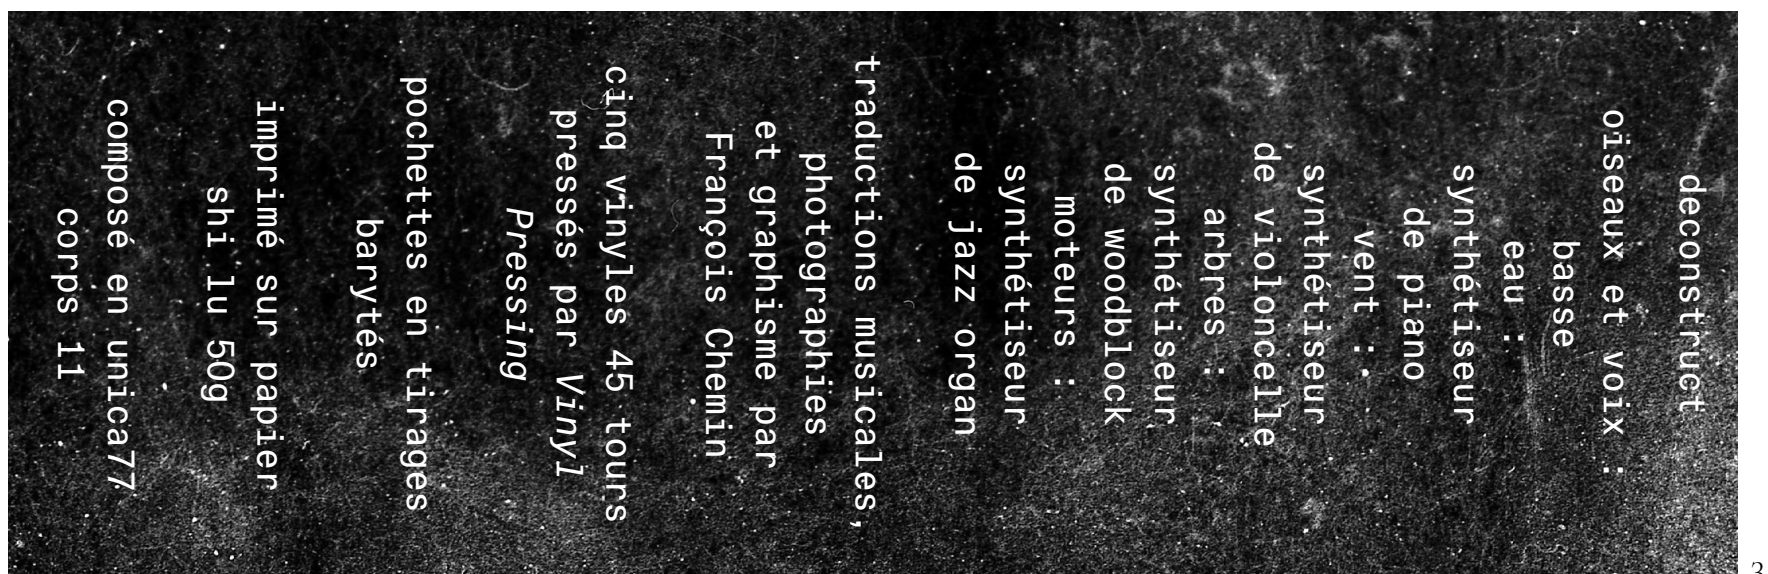 deconstruct
oiseaux et voix :
basse
eau :
synthétiseur
de piano
vent :
synthétiseur
de violoncelle
arbres :
synthétiseur
de woodblock
moteurs :
synthétiseur
de jazz organ
traductions musicales,
photographies
et graphisme par
François Chemin
cinq vinyles 45 tours
pressés par Vinyl
Pressing
pochettes en tirages
barytés
imprimé sur papier
shi lu 50g
composé en unica77
corps 11
3